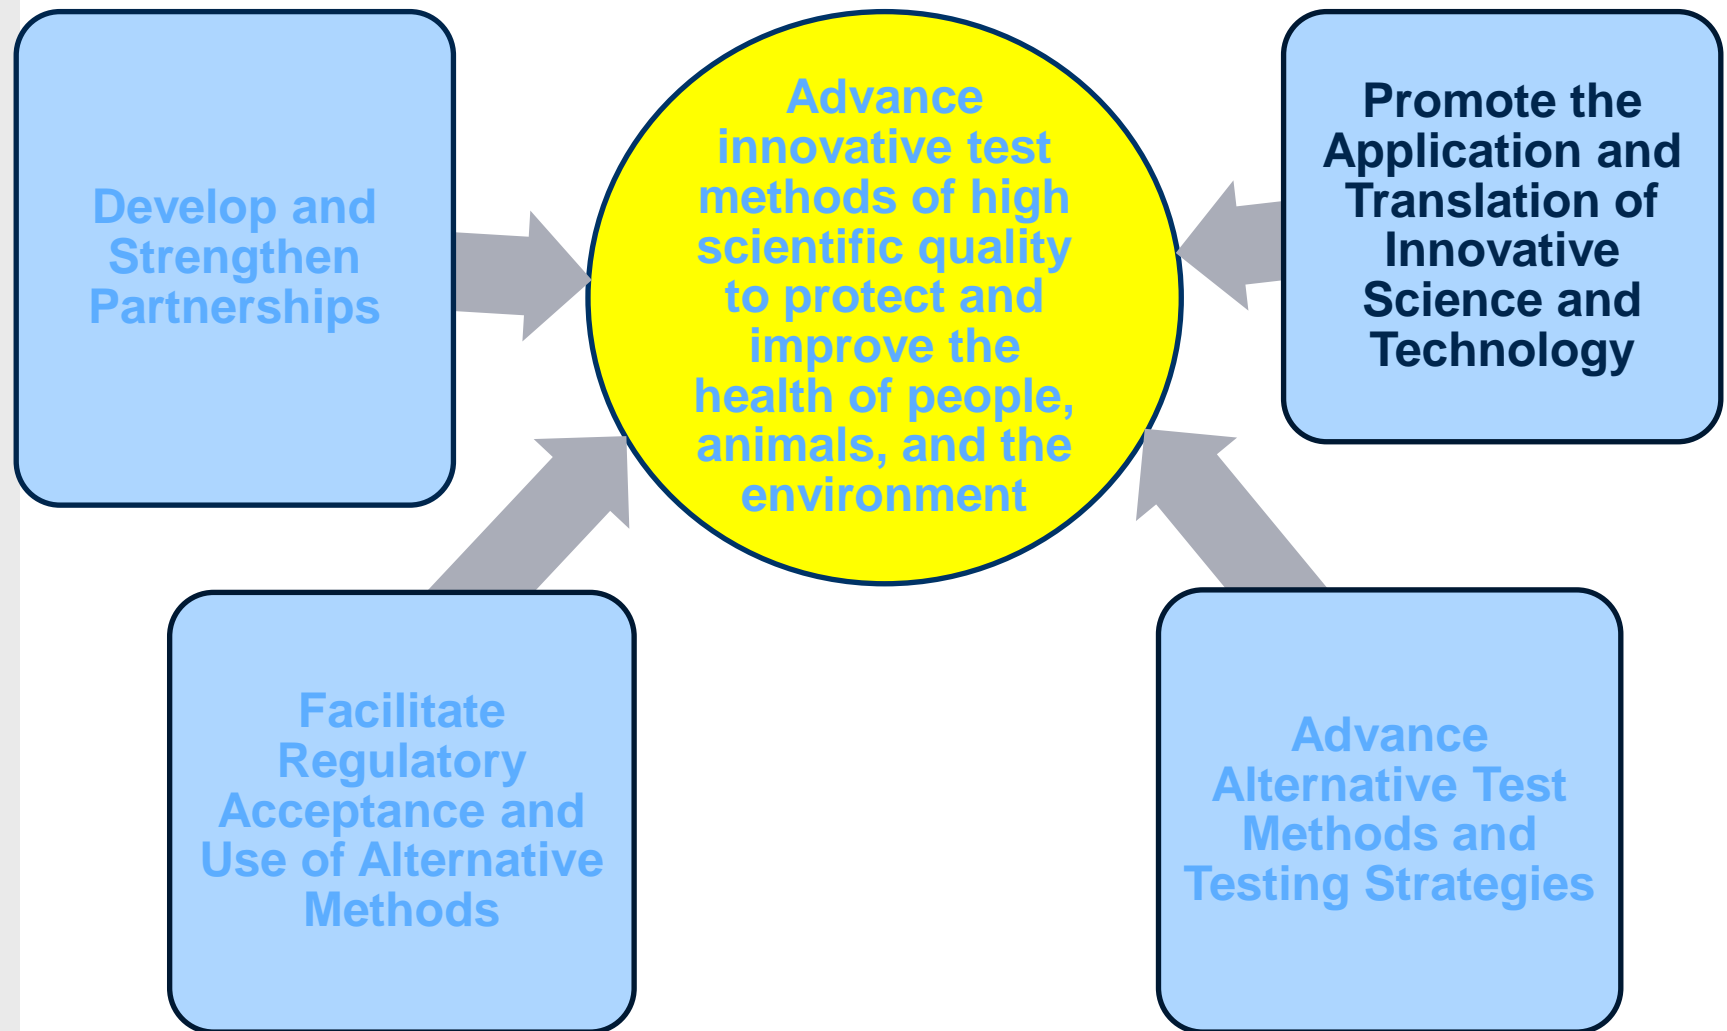 Develop and
Strengthen
Partnerships
Advance
innovative test
methods of high
scientific quality
to protect and
improve the
health of people,
animals, and the
environment
Promote the
Application and
Translation of
Innovative
Science and
Technology
Facilitate
Regulatory
Acceptance and
Use of Alternative
Methods
Advance
Alternative Test
Methods and
Testing Strategies